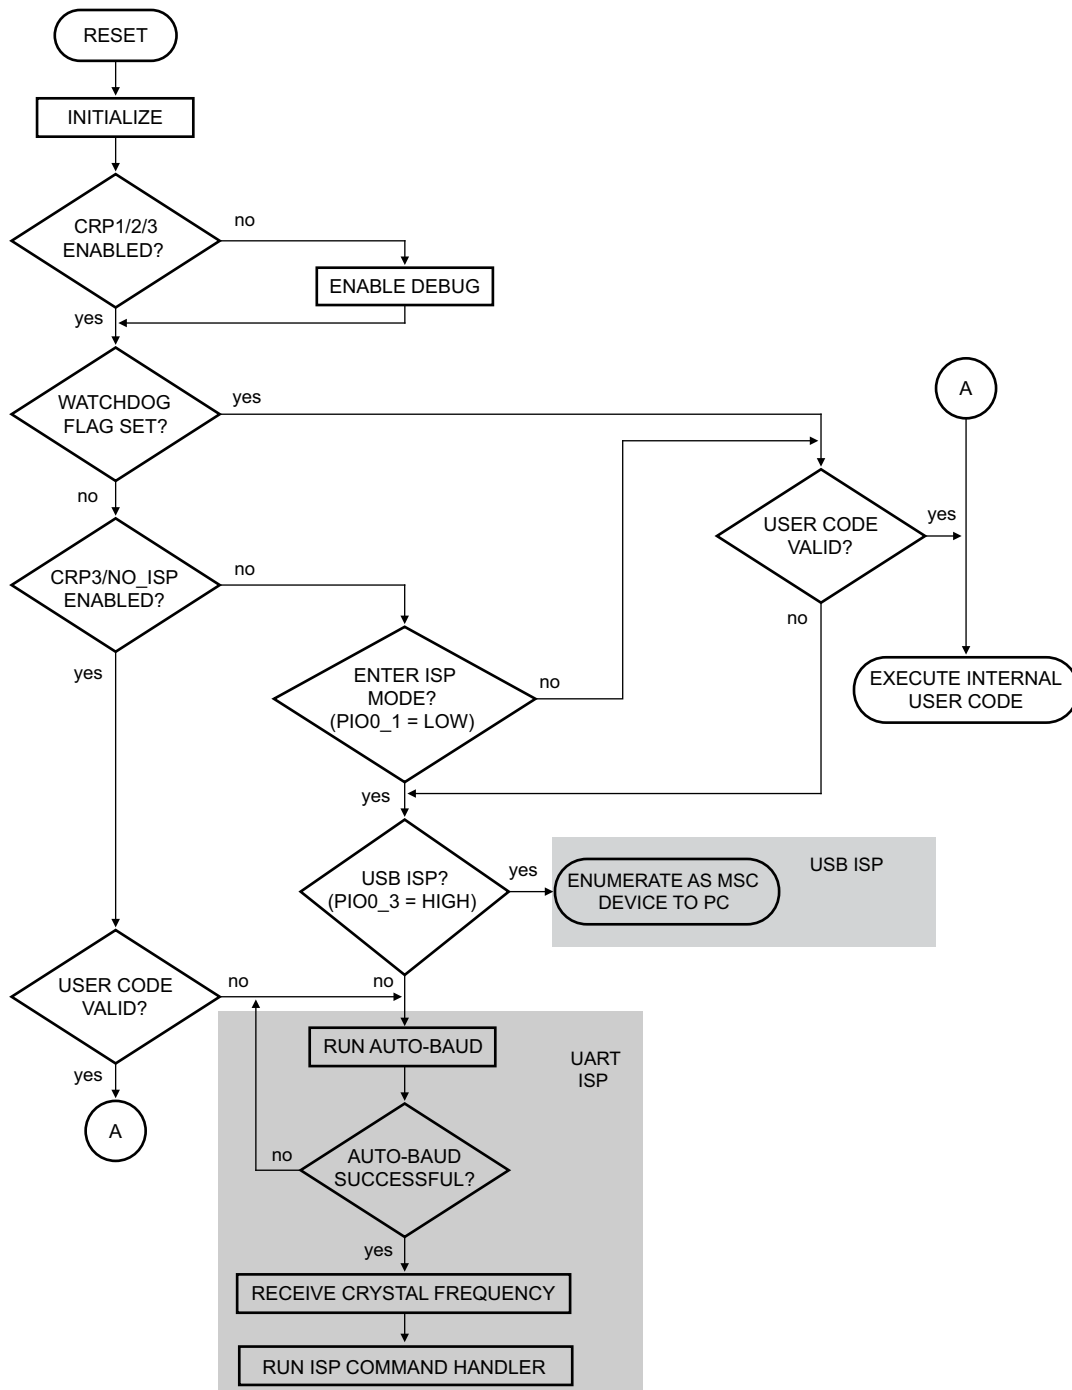 RESET
INITIALIZE
CRP1/2/3
ENABLED?
no
ENABLE DEBUG
yes
WATCHDOG
FLAG SET?
yes
no
A
USER CODE
VALID?
yes
no
CRP3/NO_ISP
ENABLED?
no
yes
ENTER ISP
MODE?
(PIO0_1 = LOW)
no
yes
EXECUTE INTERNAL
USER CODE
USB ISP?
(PIO0_3 = HIGH)
yes
no
ENUMERATE AS MSC
DEVICE TO PC
USB ISP
USER CODE
VALID?
no
yes
A
RUN AUTO-BAUD
UART
ISP
AUTO-BAUD
SUCCESSFUL?
no
yes
RECEIVE CRYSTAL FREQUENCY
RUN ISP COMMAND HANDLER